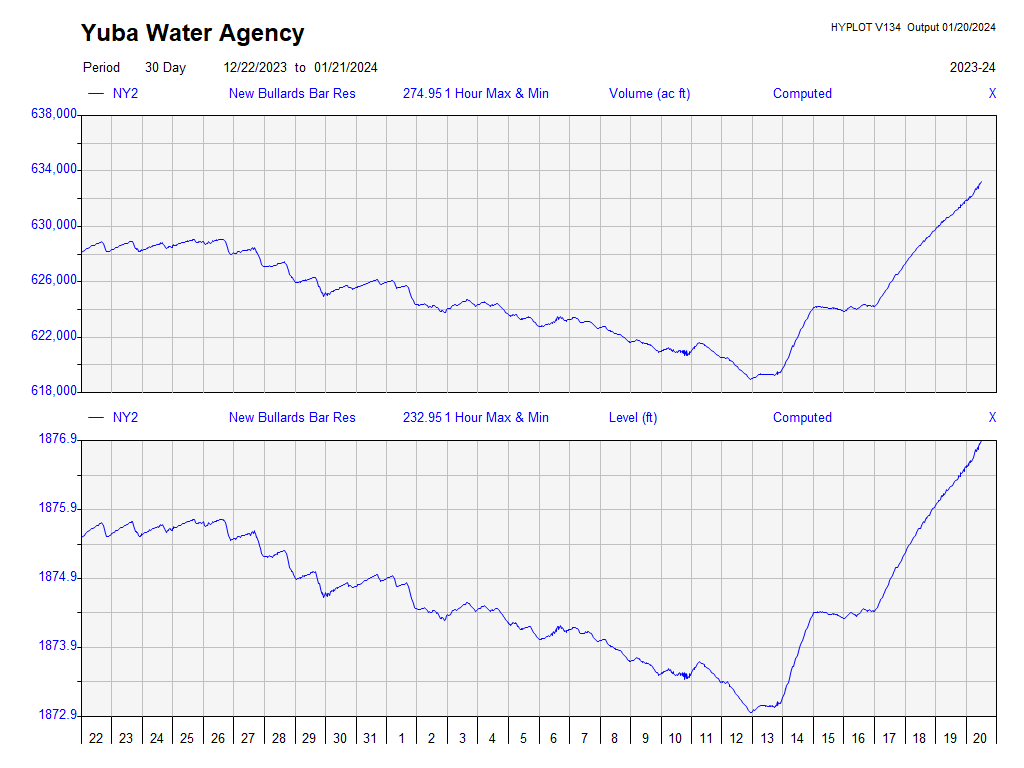 Yuba Water Agency
HYPLOT V134 Output 01/20/2024
Period 30 Day 12/22/2023 to 01/21/2024 2023-24
NY2 New Bullards Bar Res 274.95 1 Hour Max & Min Volume (ac ft) Computed X
638,000
634,000
630,000
626,000
622,000
618,000
NY2 New Bullards Bar Res 232.95 1 Hour Max & Min Level (ft) Computed X
1876.9
1875.9
1874.9
1873.9
1872.9
22 23 24 25 26 27 28 29 30 31 1 2 3 4 5 6 7 8 9 10 11 12 13 14 15 16 17 18 19 20